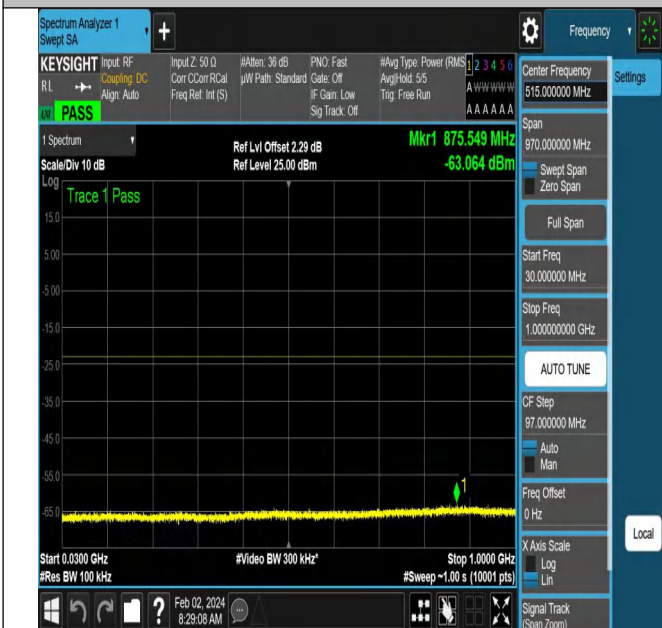 Spectrum Analyzer 1
Swept SA
+
Frequency
KEYSIGHT
RL
LNI PASS
Input: RF
Coupling: DC
Align: Auto
Input Z: 50 Ω
Corr CCorr RCal
Freq Ref: Int (S)
#Atten: 36 dB
µW Path: Standard
PNO: Fast
Gate: Off
IF Gain: Low
Sig Track: Off
#Avg Type: Power (RMS
Avg|Hold: 5/5
Trig: Free Run
1 2 3 4 5 6
A W W W W W
A A A A A A
1 Spectrum
Scale/Div 10 dB
Ref Lvl Offset 2.29 dB
Ref Level 25.00 dBm
Mkr1 875.549 MHz
-63.064 dBm
Log
Trace 1 Pass
15.0
5.00
-5.00
-15.0
-25.0
-35.0
-45.0
-55.0
-65.0
1
Start 0.0300 GHz
#Res BW 100 kHz
#Video BW 300 kHz*
Stop 1.0000 GHz
#Sweep ~1.00 s (10001 pts)
?
Feb 02, 2024
8:29:08 AM
Center Frequency
515.000000 MHz
Settings
Span
970.000000 MHz
Swept Span
Zero Span
Full Span
Start Freq
30.000000 MHz
Stop Freq
1.000000000 GHz
AUTO TUNE
CF Step
97.000000 MHz
Auto
Man
Freq Offset
0 Hz
Local
X Axis Scale
Log
Lin
Signal Track
(Span Zoom)